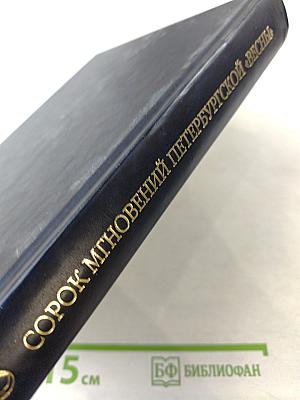 СОРОК МГНОВЕНИЙ ПЕТЕРБУРГСКОЙ «ВЕСНЫ»
15 см
БФ БИБЛИОФАН